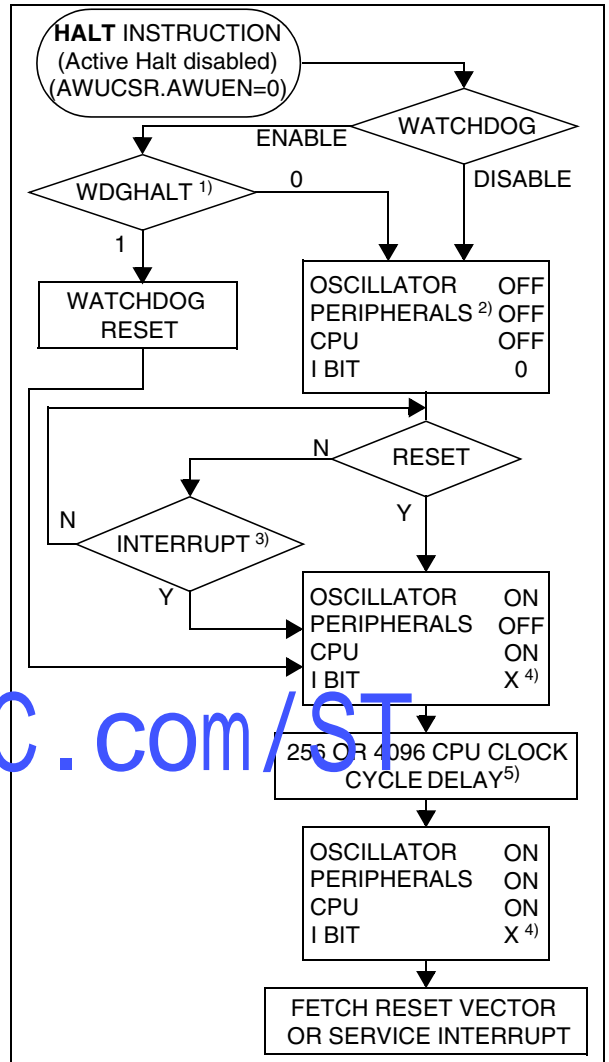 HALT INSTRUCTION
(Active Halt disabled)
(AWUCSR.AWUEN=0)
WATCHDOG
ENABLE
DISABLE
WDGHALT 1)
0
1
WATCHDOG
RESET
OSCILLATOR OFF
PERIPHERALS 2) OFF
CPU OFF
I BIT 0
RESET
N
Y
INTERRUPT 3)
N
Y
OSCILLATOR ON
PERIPHERALS OFF
CPU ON
I BIT X 4)
C.com/ST
256 OR 4096 CPU CLOCK
CYCLE DELAY5)
OSCILLATOR ON
PERIPHERALS ON
CPU ON
I BIT X 4)
FETCH RESET VECTOR
OR SERVICE INTERRUPT